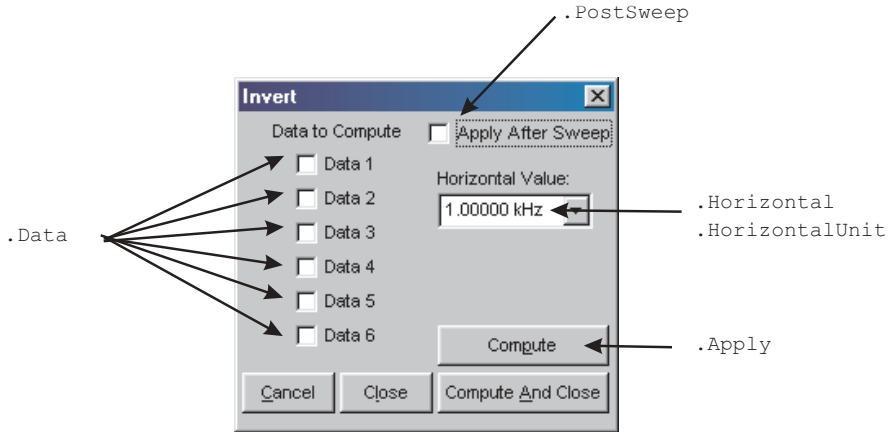 .PostSweep
Invert
Data to Compute
Apply After Sweep
Data 1
Data 2
Data 3
Data 4
Data 5
Data 6
Horizontal Value:
1.00000 kHz
.Horizontal
.HorizontalUnit
.Data
Compute
.Apply
Cancel
Close
Compute And Close